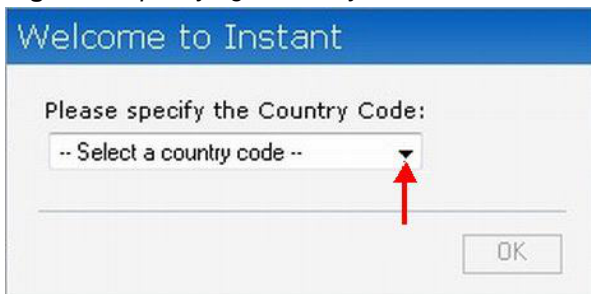 Welcome to Instant
Please specify the Country Code:
-- Select a country code --
OK